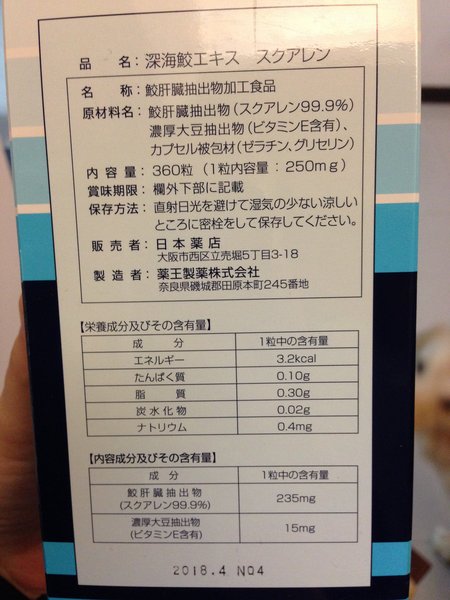 品 名：深海鮫エキス スクアレン
名 称：鮫肝臓抽出物加工食品
原材料名：鮫肝臓抽出物(スクアレン99.9%)
濃厚大豆抽出物(ビタミンE含有)、
カプセル被包材(ゼラチン、グリセリン)
内 容 量：360粒(1粒内容量：250mg)
賞味期限：欄外下部に記載
保存方法：直射日光を避けて湿気の少ない涼しい
ところに密栓をして保存してください。
販 売 者：日本薬店
大阪市西区立売堀5丁目3-18
製 造 者：薬王製薬株式会社
奈良県磯城郡田原本町245番地
【栄養成分及びその含有量】
成 分 1粒中の含有量
エネルギー 3.2kcal
たんぱく質 0.10g
脂 質 0.30g
炭水化物 0.02g
ナトリウム 0.4mg
【内容成分及びその含有量】
成 分 1粒中の含有量
鮫肝臓抽出物
(スクアレン99.9%) 235mg
濃厚大豆抽出物
(ビタミンE含有) 15mg
2018.4 N04